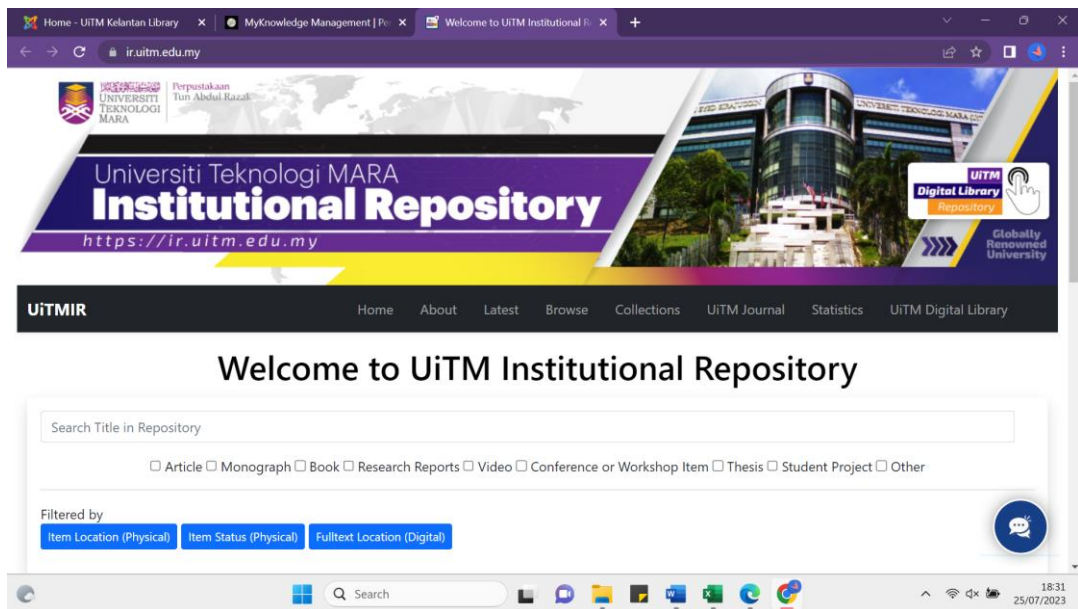 Home - UiTM Kelantan Library
MyKnowledge Management | Per
Welcome to UiTM Institutional R
ir.uitm.edu.my
UNIVERSITI
TEKNOLOGI
MARA
Perpustakaan
Tun Abdul Razak
Universiti Teknologi MARA
Institutional Repository
https://ir.uitm.edu.my
UiTM
Digital Library
Repository
Globally
Renowned
University
UiTMIR
Home About Latest Browse Collections UiTM Journal Statistics UiTM Digital Library
Welcome to UiTM Institutional Repository
Search Title in Repository
Article Monograph Book Research Reports Video Conference or Workshop Item Thesis Student Project Other
Filtered by
Item Location (Physical) Item Status (Physical) Fulltext Location (Digital)
Search
18:31
25/07/2023